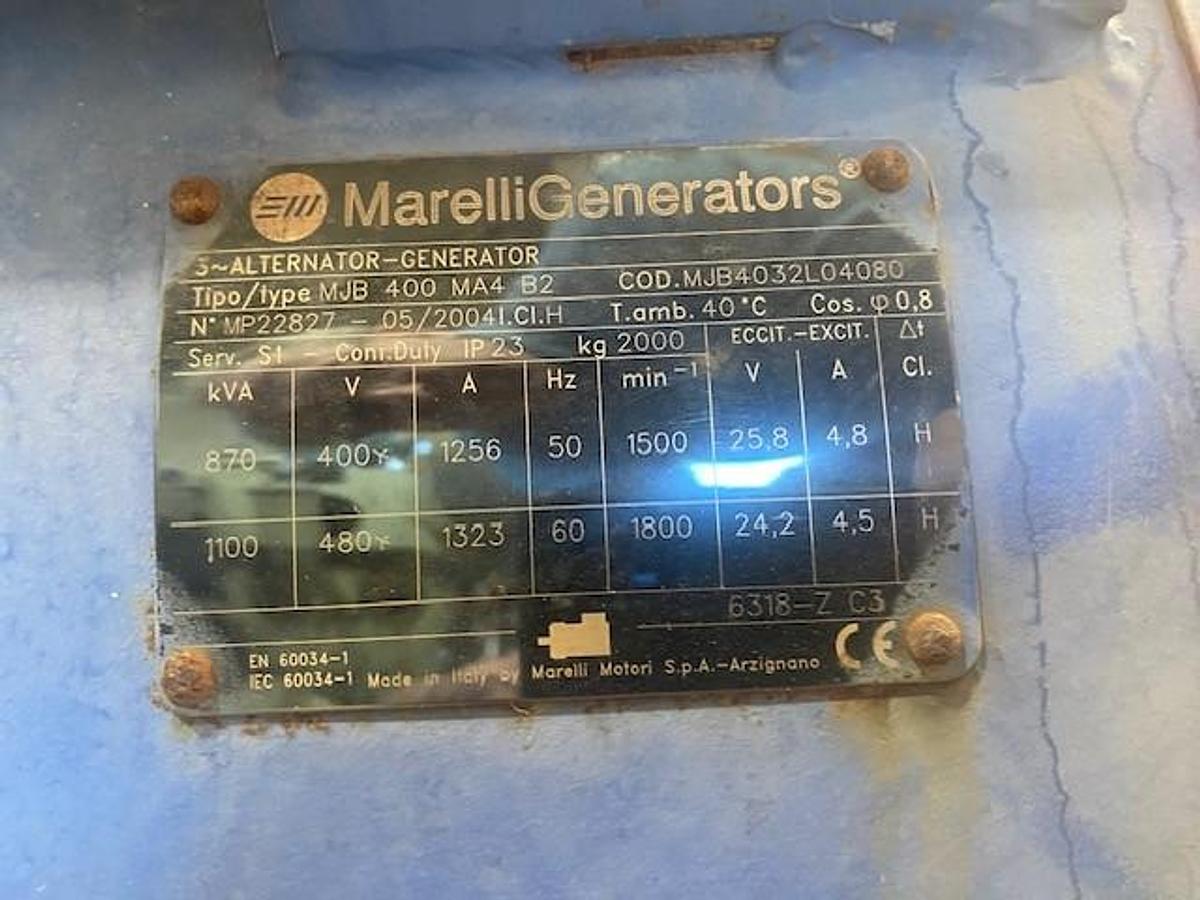 MarelliGenerators®
3~ALTERNATOR-GENERATOR
Tipo/type MJB 400 MA4 B2 COD.MJB4032L04080
N° MP22827 - 05/2004 I.Cl.H T.amb. 40°C Cos. φ 0,8
Serv. S1 - Cont.Duty IP 23 kg 2000 ECCIT.-EXCIT. Δt
kVA V A Hz min⁻¹ V A Cl.
870 400Y 1256 50 1500 25,8 4,8 H
1100 480Y 1323 60 1800 24,2 4,5 H
6318-Z C3
EN 60034-1
IEC 60034-1 Made in Italy by Marelli Motori S.p.A.-Arzignano CE